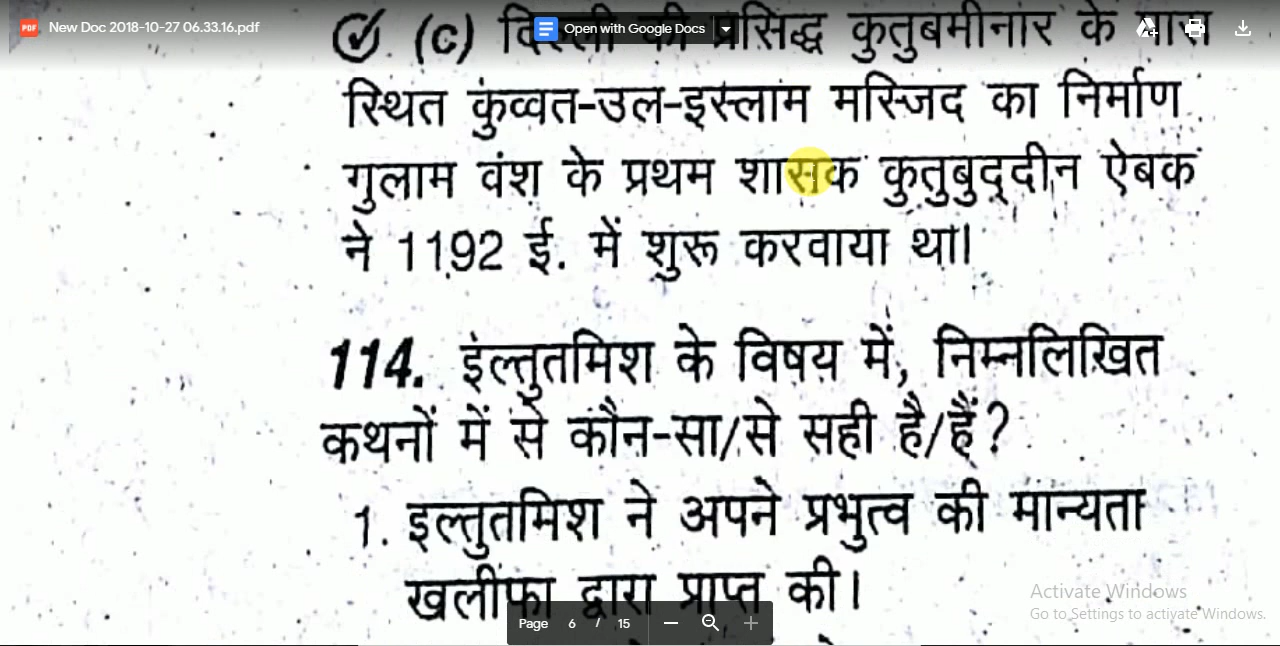 New Doc 2018-10-27 06.33.16.pdf
Open with Google Docs
(c) दिल्ली की प्रसिद्ध कुतुबमीनार के पास
स्थित कुंव्वत-उल-इस्लाम मस्जिद का निर्माण
गुलाम वंश के प्रथम शासक कुतुबुद्दीन ऐबक
ने 1192 ई. में शुरू करवाया था।
114. इल्तुतमिश के विषय में, निम्नलिखित
कथनों में से कौन-सा/से सही है/हैं?
1. इल्तुतमिश ने अपने प्रभुत्व की मान्यता
खलीफा द्वारा प्राप्त की।
Activate Windows
Go to Settings to activate Windows.
Page 6 / 15